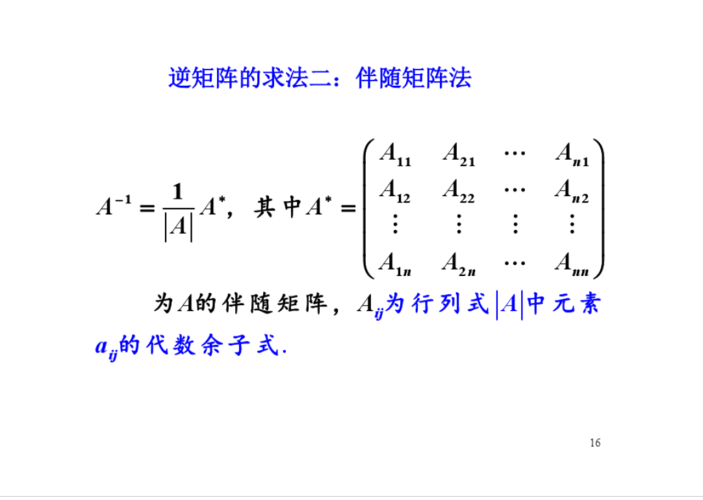 逆矩阵的求法二：伴随矩阵法
A⁻¹ = 1/|A| A*，其中A* =
A₁₁ A₂₁ ⋯ Aₙ₁
A₁₂ A₂₂ ⋯ Aₙ₂
⋮ ⋮ ⋮ ⋮
A₁ₙ A₂ₙ ⋯ Aₙₙ
为A的伴随矩阵，Aij为行列式|A|中元素
aij的代数余子式.
16